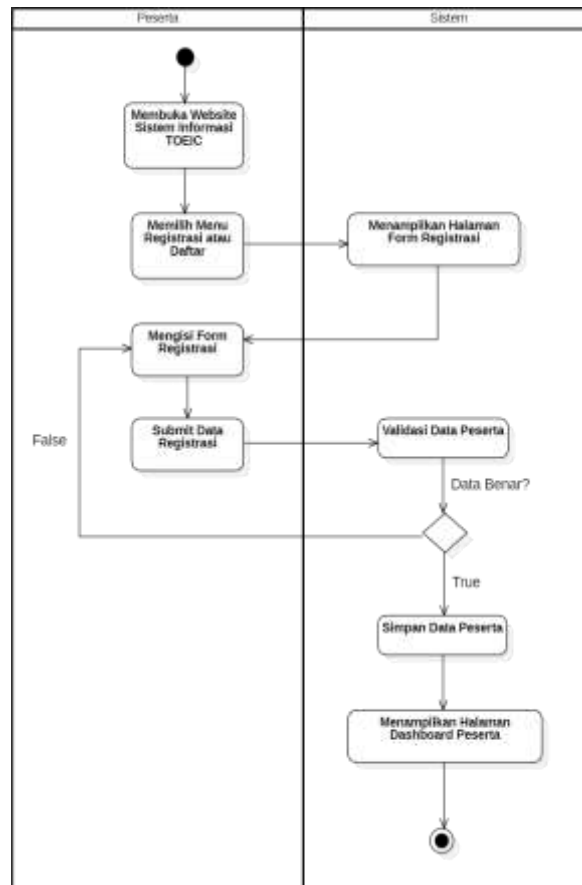 Peserta
Sistem
Membuka Website
Sistem Informasi
TOEIC
Memilih Menu
Registrasi atau
Daftar
Menampilkan Halaman
Form Registrasi
Mengisi Form
Registrasi
Submit Data
Registrasi
Validasi Data Peserta
False
Data Benar?
True
Simpan Data Peserta
Menampilkan Halaman
Dashboard Peserta